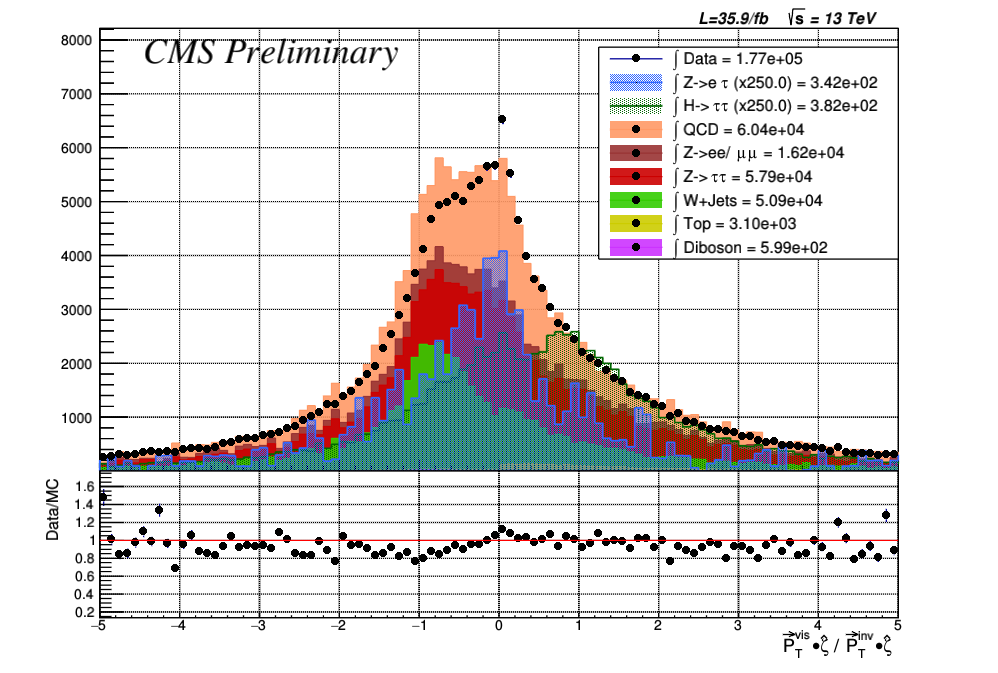 L=35.9/fb √s = 13 TeV
CMS Preliminary
∫ Data = 1.77e+05
∫ Z->e τ (x250.0) = 3.42e+02
∫ H-> ττ (x250.0) = 3.82e+02
∫ QCD = 6.04e+04
∫ Z->ee/ μμ = 1.62e+04
∫ Z-> ττ = 5.79e+04
∫ W+Jets = 5.09e+04
∫ Top = 3.10e+03
∫ Diboson = 5.99e+02
8000
7000
6000
5000
4000
3000
2000
1000
Data/MC
1.6
1.4
1.2
1
0.8
0.6
0.4
0.2
−5 −4 −3 −2 −1 0 1 2 3 4 5
P⃗_T^vis •ζ̂ / P⃗_T^inv •ζ̂